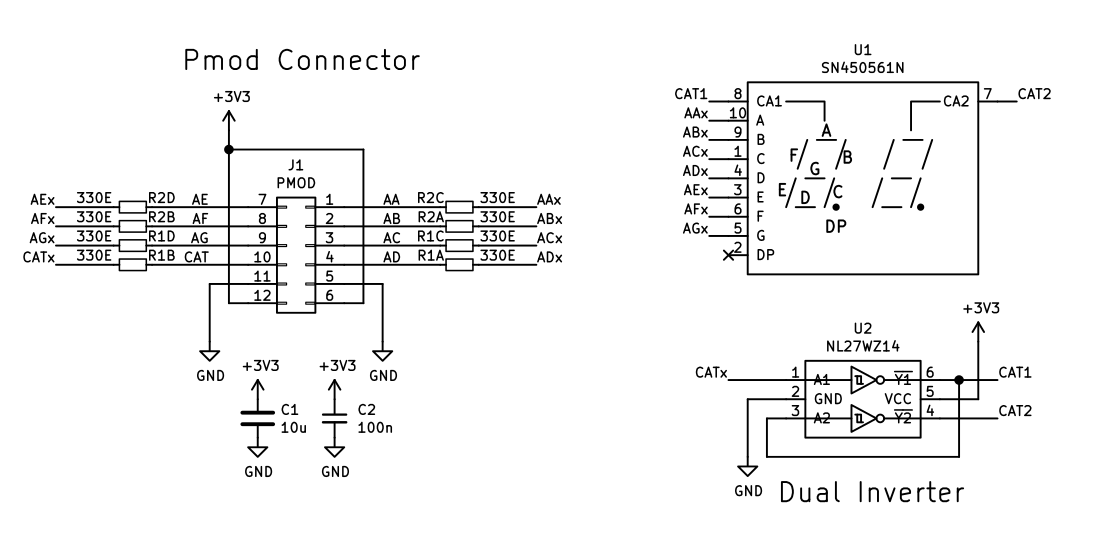 Pmod Connector
+3V3
J1
PMOD
AEx 330E R2D AE 7 1 AA R2C 330E AAx
AFx 330E R2B AF 8 2 AB R2A 330E ABx
AGx 330E R1D AG 9 3 AC R1C 330E ACx
CATx 330E R1B CAT 10 4 AD R1A 330E ADx
11 5
12 6
GND GND
+3V3 +3V3
C1 C2
10u 100n
GND GND
U1
SN450561N
CAT1 8 CA1 CA2 7 CAT2
AAx 10 A
ABx 9 B
ACx 1 C
ADx 4 D
AEx 3 E
AFx 6 F
AGx 5 G
2 DP
A
F B
G
E D C
DP
+3V3
U2
NL27WZ14
CATx 1 A1 Y1 6 CAT1
2 GND VCC 5
3 A2 Y2 4 CAT2
GND
Dual Inverter